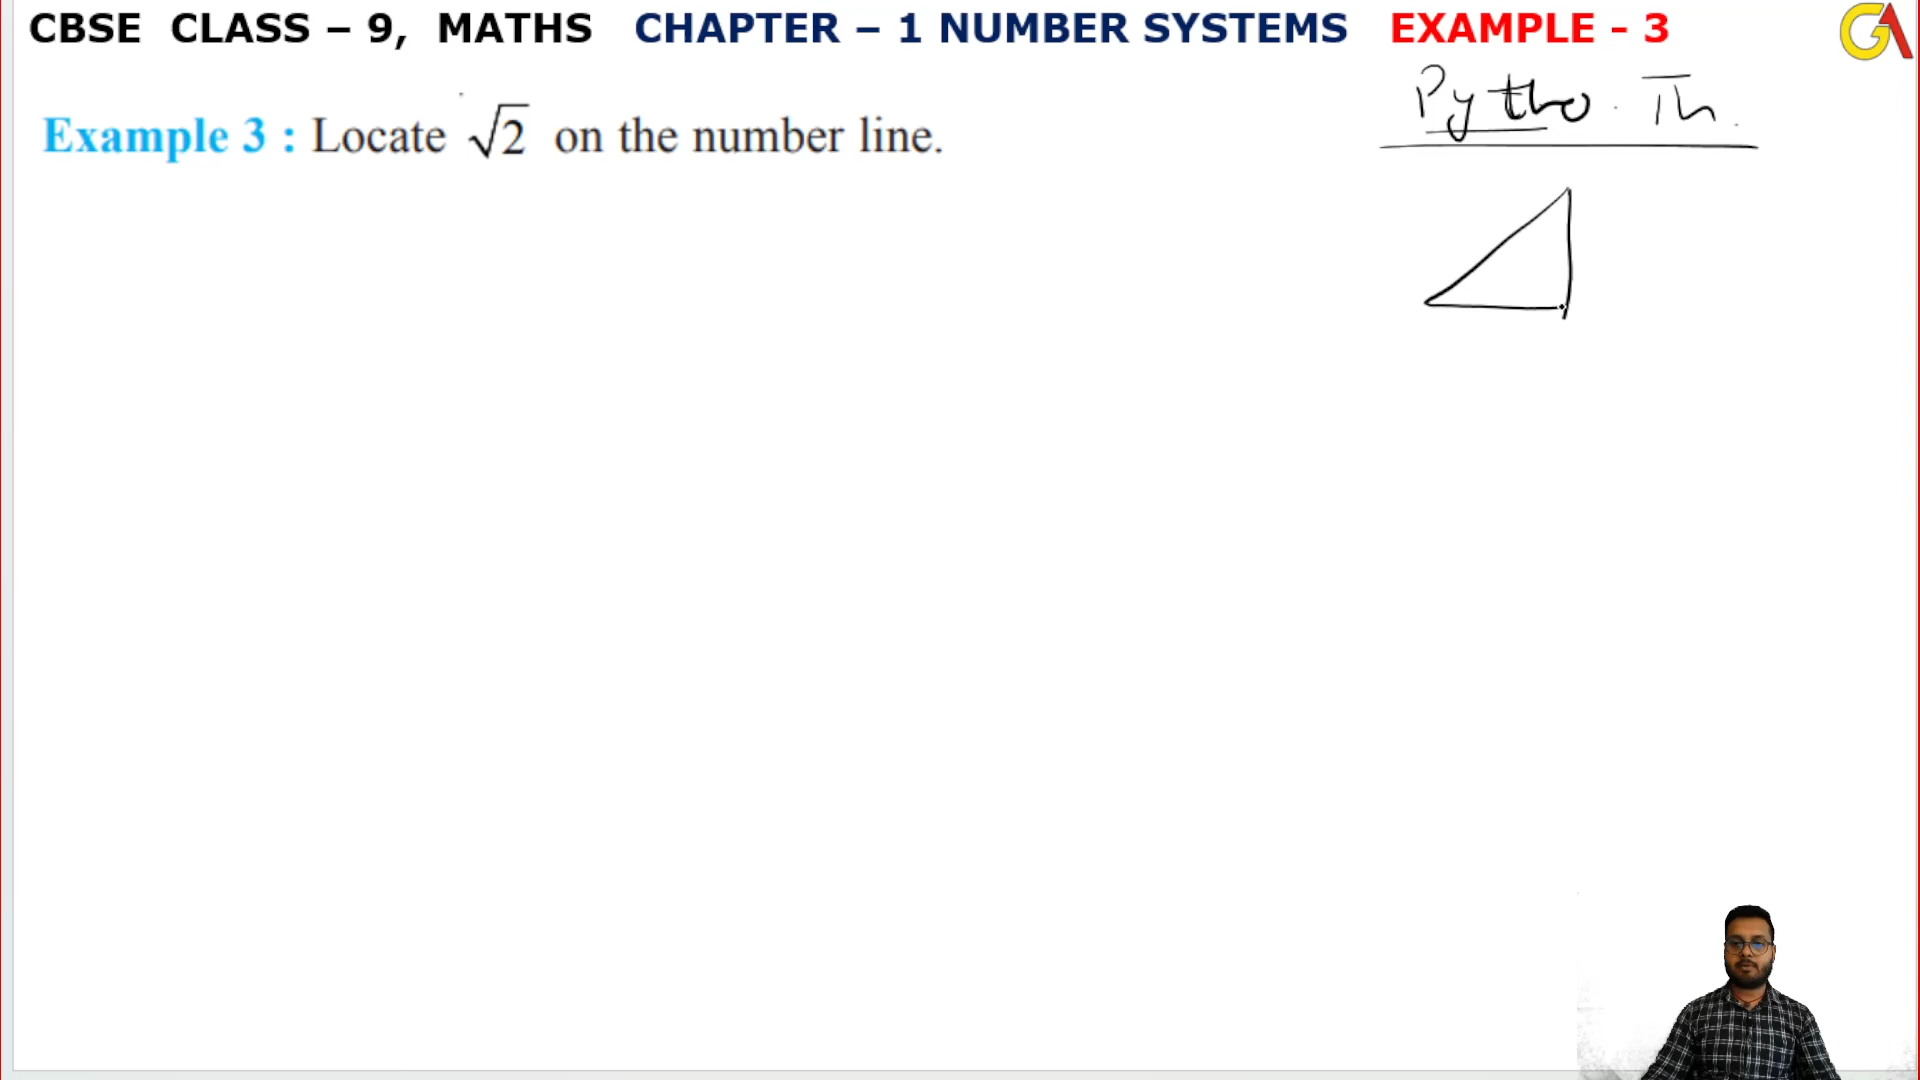 CBSE CLASS – 9, MATHS CHAPTER – 1 NUMBER SYSTEMS EXAMPLE - 3
GA
Pytho. Th.
Example 3 : Locate √2 on the number line.